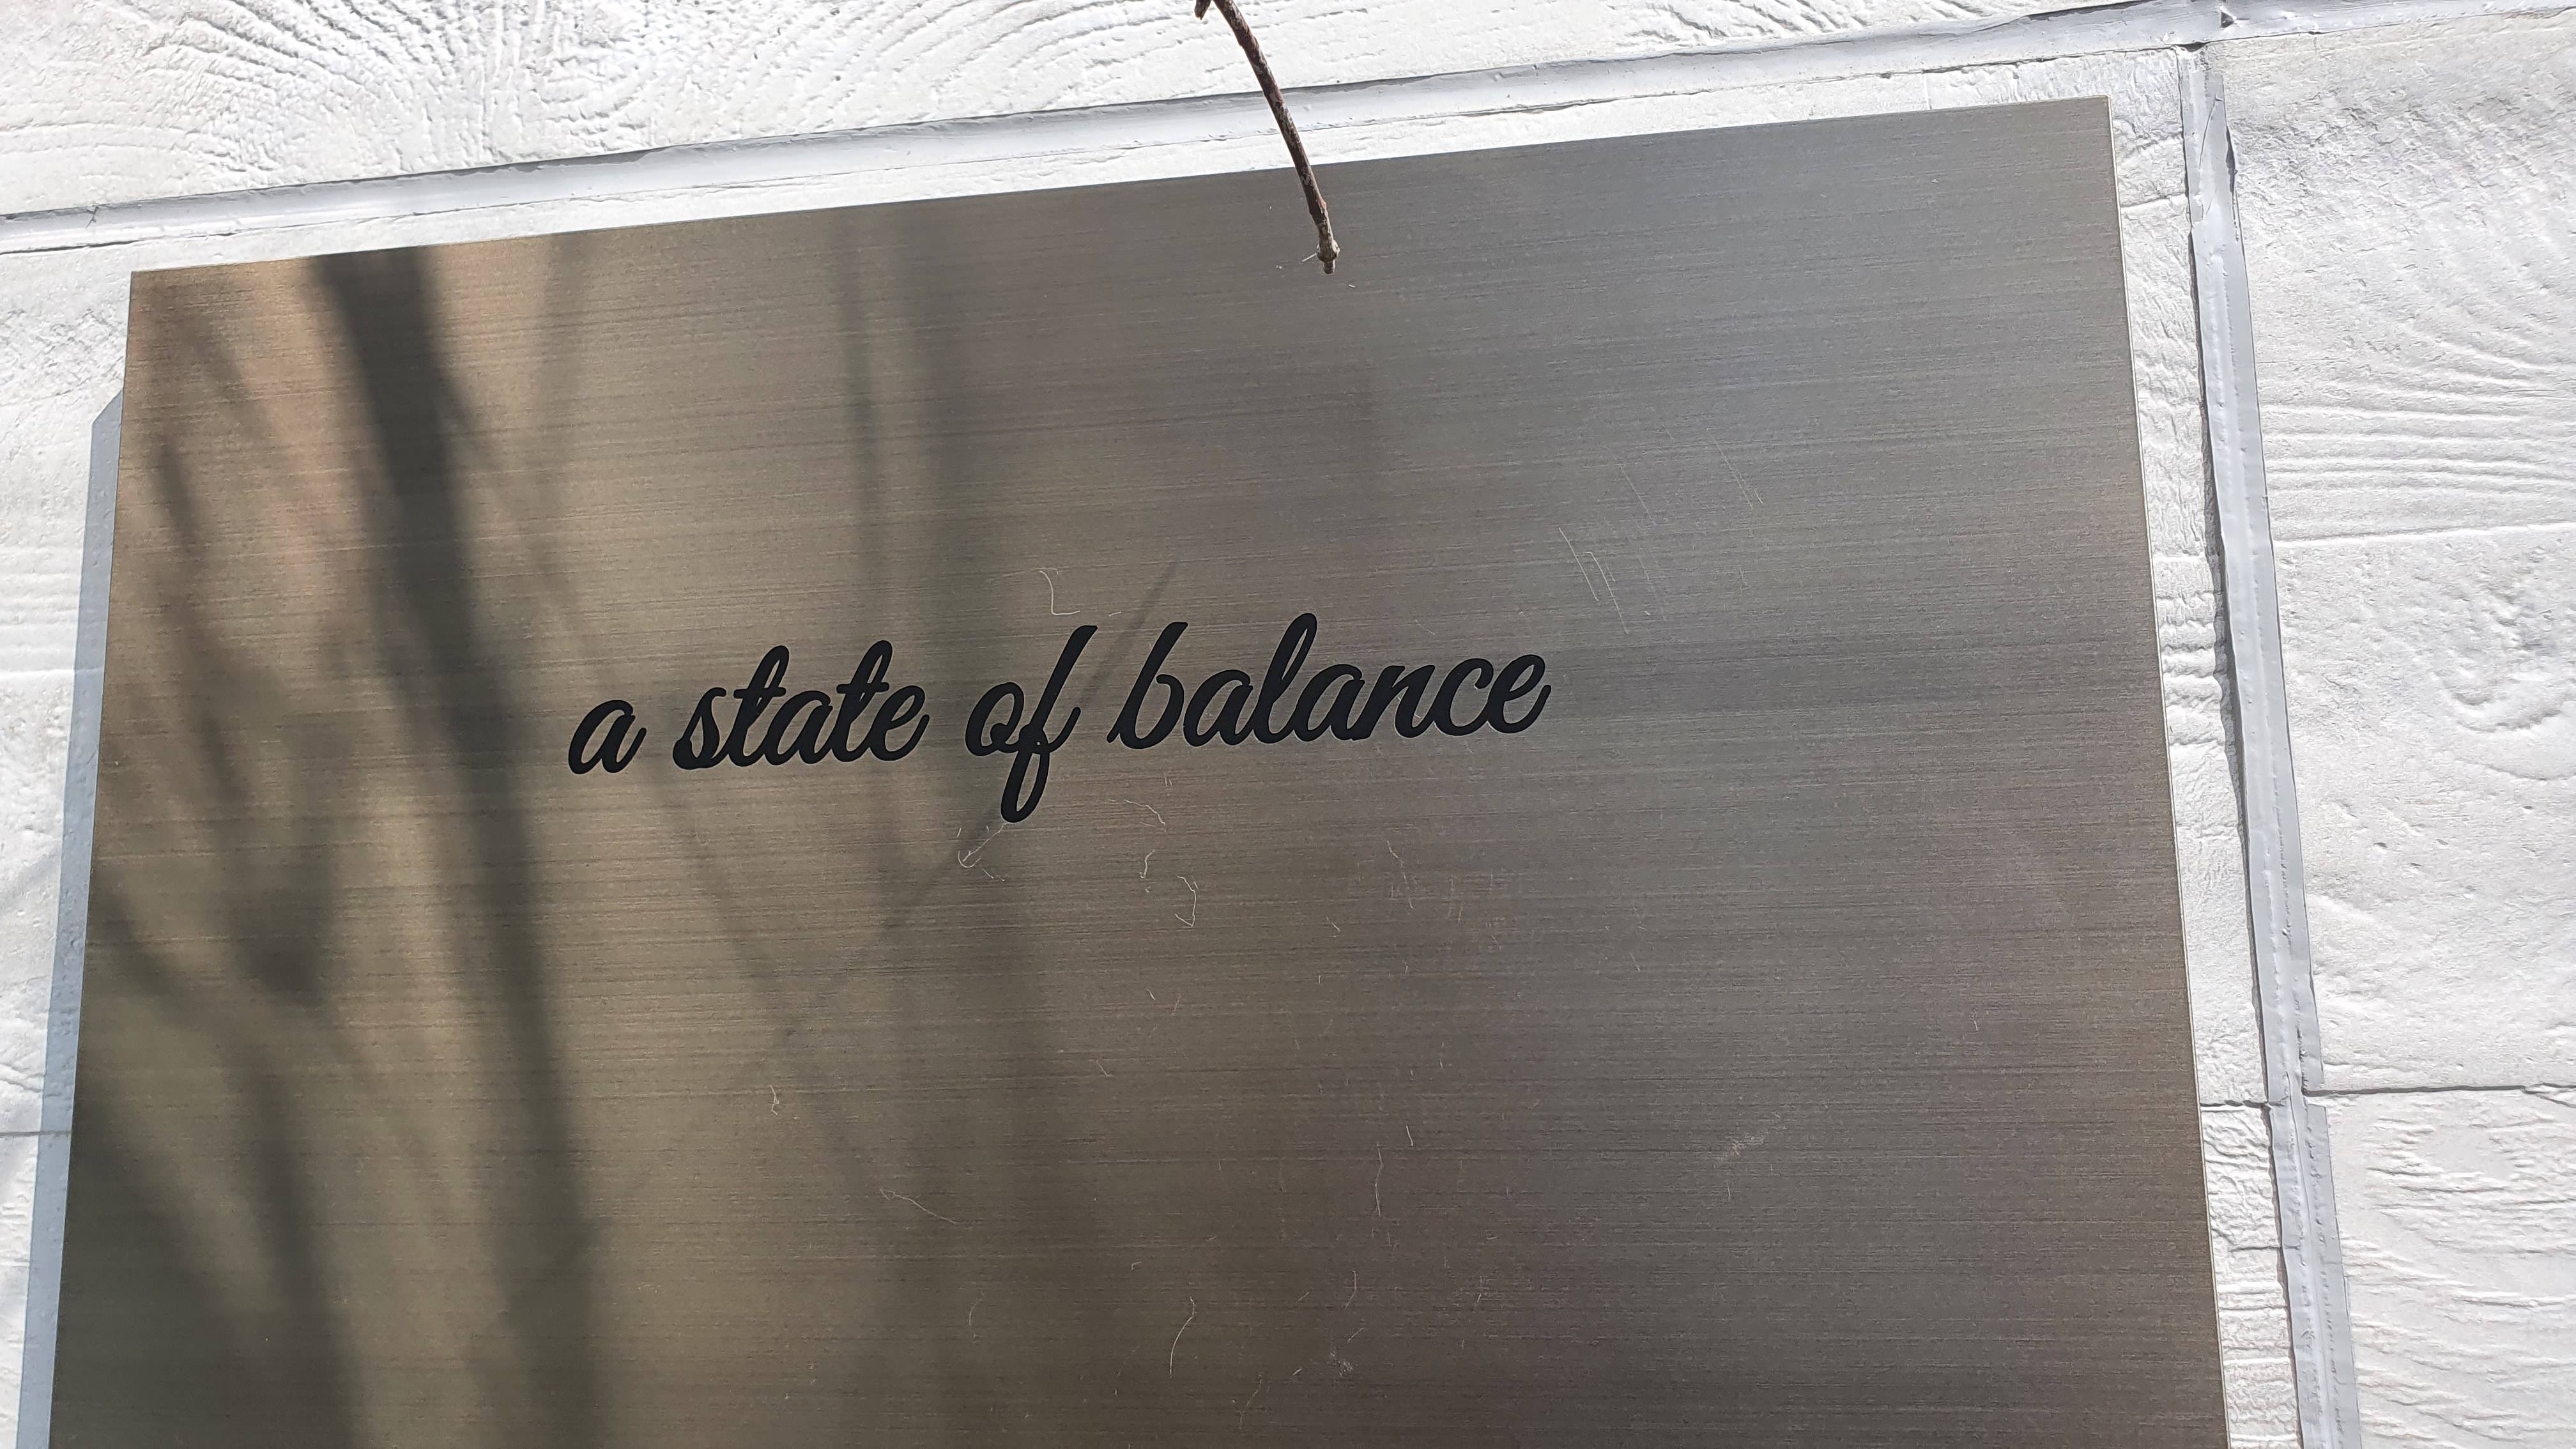 a state of balance